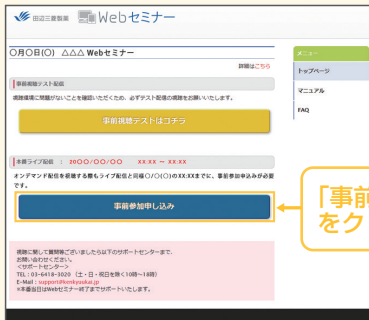 田辺三菱製薬 Webセミナー
〇月〇日(〇) △△△ Webセミナー
詳細はこちら
事前視聴テスト配信
視聴環境に問題がないことを確認いただくため、必ずテスト配信の視聴をお願いいたします。
事前視聴テストはコチラ
本番ライブ配信 : 20〇〇/〇〇/〇〇 XX:XX ～ XX:XX
オンデマンド配信を視聴する際もライブ配信と同様〇/〇(〇)のXX:XXまでに、事前参加申込みが必要
です。
事前参加申し込み
視聴に関して質問等ございましたら以下のサポートセンターまで、
お問い合わせください。
<サポートセンター>
TEL:03-6418-3020 (土・日・祝日を除く10時～18時)
E-Mail:support@kenkyuukai.jp
※本番当日はWebセミナー終了までサポートいたします。
メニュー
トップページ
マニュアル
FAQ
「事前
をク